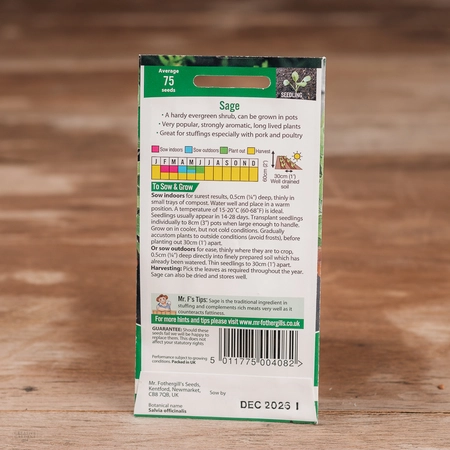 Average
75
seeds
SEEDLING
Sage
• A hardy evergreen shrub, can be grown in pots
• Very popular, strongly aromatic, long lived plants
• Great for stuffings especially with pork and poultry
Sow indoors Sow outdoors Plant out Harvest
J F M A M J J A S O N D
60cm (2')
30cm (1')
Well drained
soil
To Sow & Grow
Sow indoors for surest results, 0.5cm (¼") deep, thinly in
small trays of compost. Water well and place in a warm
position. A temperature of 15-20˚C (60-68˚F) is ideal.
Seedlings usually appear in 14-28 days. Transplant seedlings
individually to 8cm (3") pots when large enough to handle.
Grow on in cooler, but not cold conditions. Gradually
accustom plants to outside conditions (avoid frosts), before
planting out 30cm (1') apart.
Or sow outdoors for ease, thinly where they are to crop,
0.5cm (¼") deep directly into finely prepared soil which has
already been watered. Thin seedlings to 30cm (1') apart.
Harvesting: Pick the leaves as required throughout the year.
Sage can also be dried and stores well.
Mr. F's Tips: Sage is the traditional ingredient in
stuffing and complements rich meats very well as it
counteracts fattiness.
For more hints and tips please visit www.mr-fothergills.co.uk
GUARANTEE: Should these
seeds fail we will be happy to
replace them. This does not
affect your statutory rights.
Performance subject to growing
conditions. Packed in UK
5 011775 004082 >
Mr. Fothergill's Seeds,
Kentford, Newmarket,
CB8 7QB, UK
Sow by
DEC 2026 1
Botanical name:
Salvia officinalis